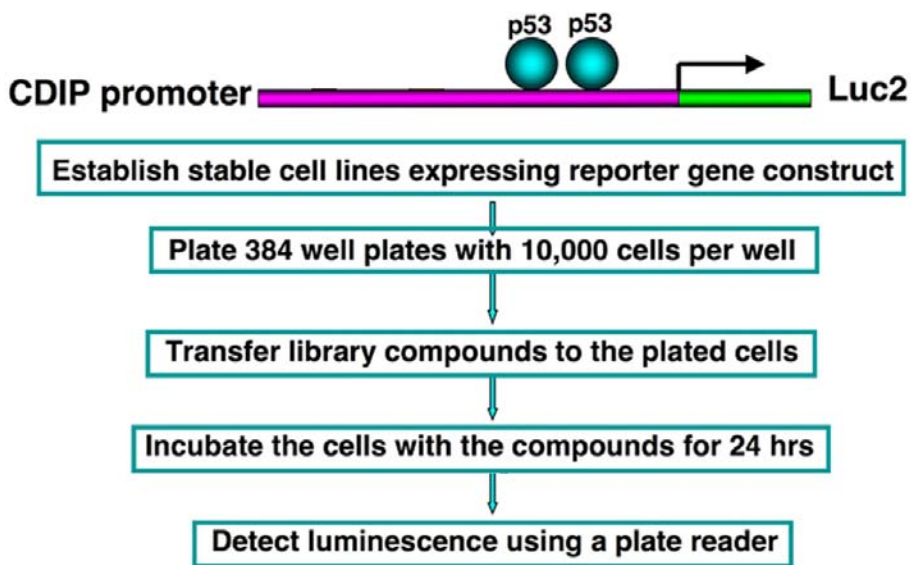 p53 p53
CDIP promoter
Luc2
Establish stable cell lines expressing reporter gene construct
Plate 384 well plates with 10,000 cells per well
Transfer library compounds to the plated cells
Incubate the cells with the compounds for 24 hrs
Detect luminescence using a plate reader